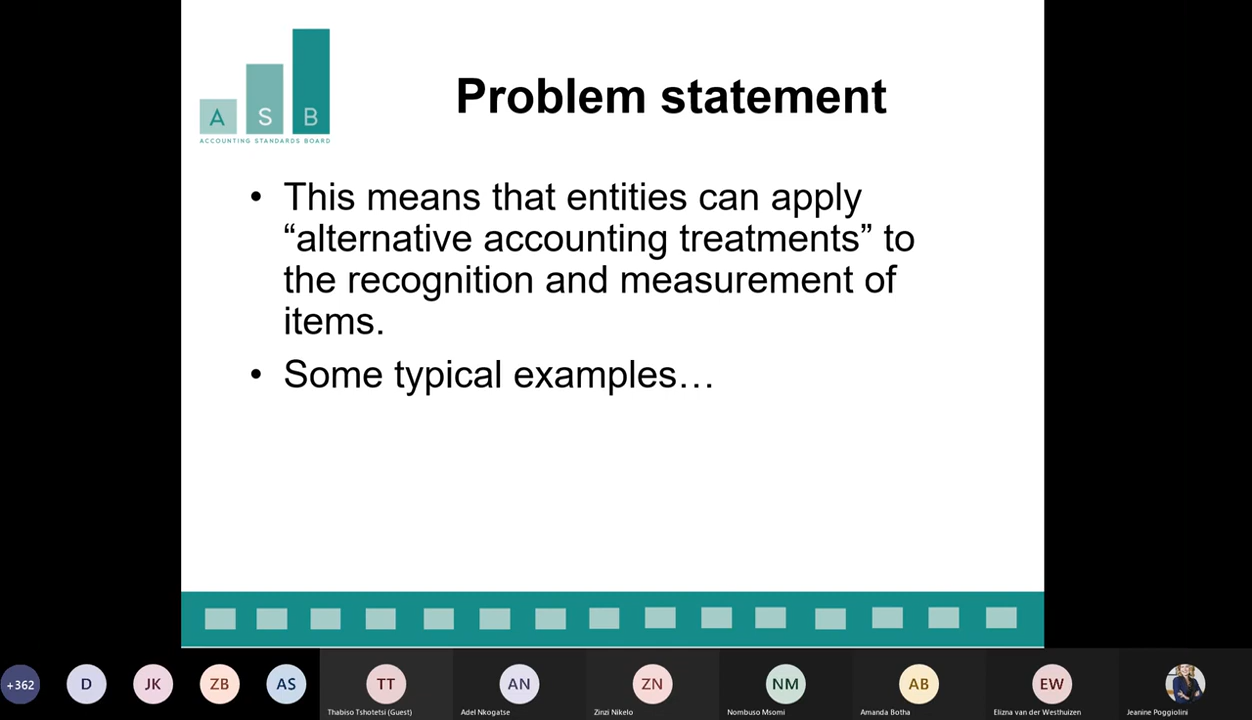 A S B
ACCOUNTING STANDARDS BOARD
Problem statement
• This means that entities can apply
“alternative accounting treatments” to
the recognition and measurement of
items.
• Some typical examples…
+362 D JK ZB AS TT AN ZN NM AB EW
Thabiso Tshotetsi (Guest) Adel Nkogatse Zinzi Nikelo Nombuso Msomi Amanda Botha Elizna van der Westhuizen Jeanine Poggiolini